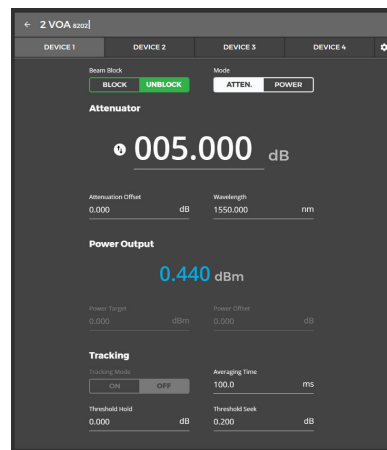 ← 2 VOA 8202
DEVICE 1 DEVICE 2 DEVICE 3 DEVICE 4
Beam Block Mode
BLOCK UNBLOCK ATTEN. POWER
Attenuator
005.000 dB
Attenuation Offset Wavelength
0.000 dB 1550.000 nm
Power Output
0.440 dBm
Power Target Power Offset
0.000 dBm 0.000 dB
Tracking
Tracking Mode Averaging Time
ON OFF 100.0 ms
Threshold Hold Threshold Seek
0.000 dB 0.200 dB